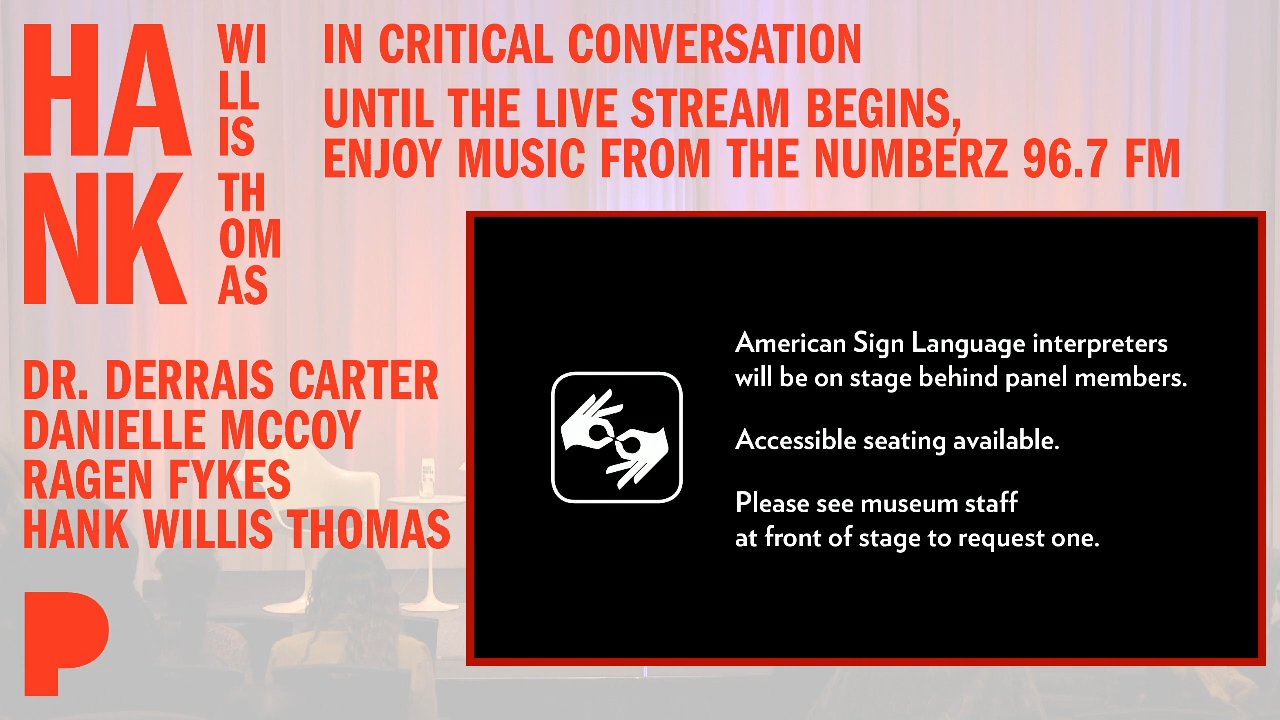 HA
NK
WI
LL
IS
TH
OM
AS
IN CRITICAL CONVERSATION
UNTIL THE LIVE STREAM BEGINS,
ENJOY MUSIC FROM THE NUMBERZ 96.7 FM
DR. DERRAIS CARTER
DANIELLE MCCOY
RAGEN FYKES
HANK WILLIS THOMAS
P
American Sign Language interpreters
will be on stage behind panel members.
Accessible seating available.
Please see museum staff
at front of stage to request one.